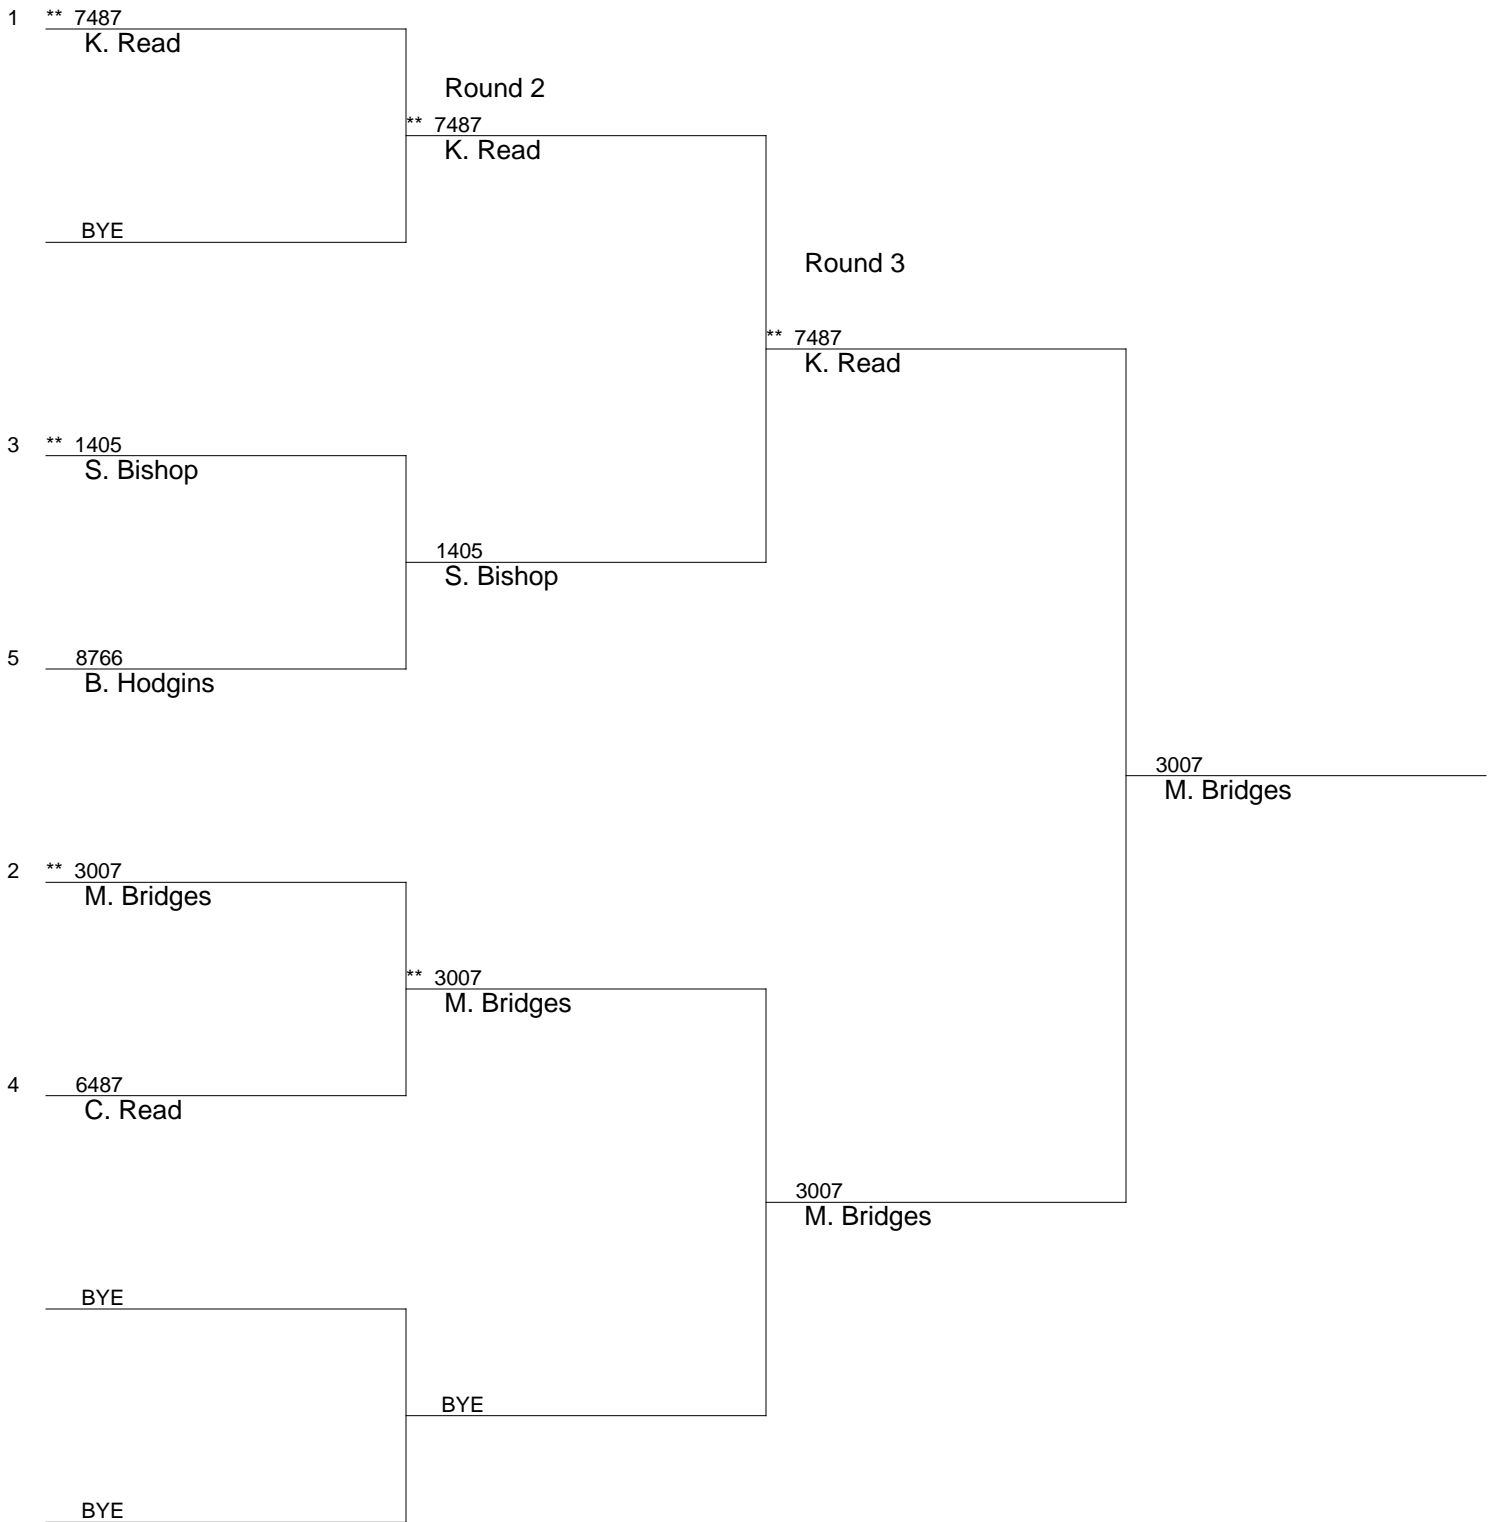 1 ** 7487
K. Read
Round 2
** 7487
K. Read
BYE
Round 3
** 7487
K. Read
3 ** 1405
S. Bishop
1405
S. Bishop
5 8766
B. Hodgins
3007
M. Bridges
2 ** 3007
M. Bridges
** 3007
M. Bridges
4 6487
C. Read
3007
M. Bridges
BYE
BYE
BYE